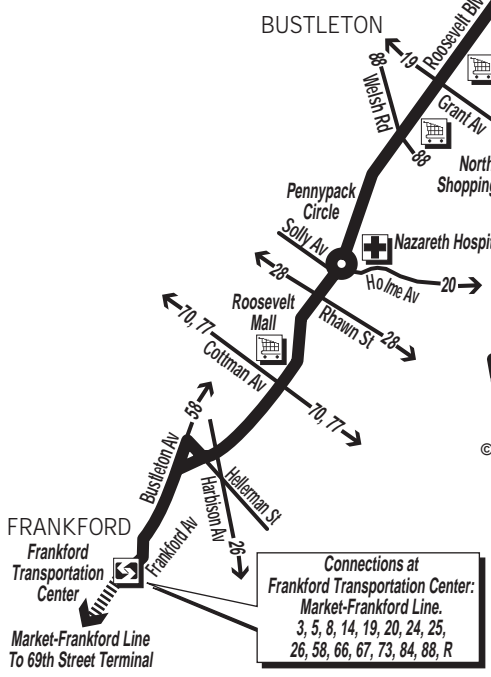 BUSTLETON
Roosevelt Blv
19
88
Welsh Rd
Grant Av
88
North
Shopping
Pennypack
Circle
Solly Av
Nazareth Hospit
28
Holme Av
20
Roosevelt
Mall
Rhawn St
28
70, 77
Cottman Av
70, 77
58
Bustleton Av
Hellerman St
Harbison Av
26
©
FRANKFORD
Frankford
Transportation
Center
Frankford Av
Market-Frankford Line
To 69th Street Terminal
Connections at
Frankford Transportation Center:
Market-Frankford Line.
3, 5, 8, 14, 19, 20, 24, 25,
26, 58, 66, 67, 73, 84, 88, R